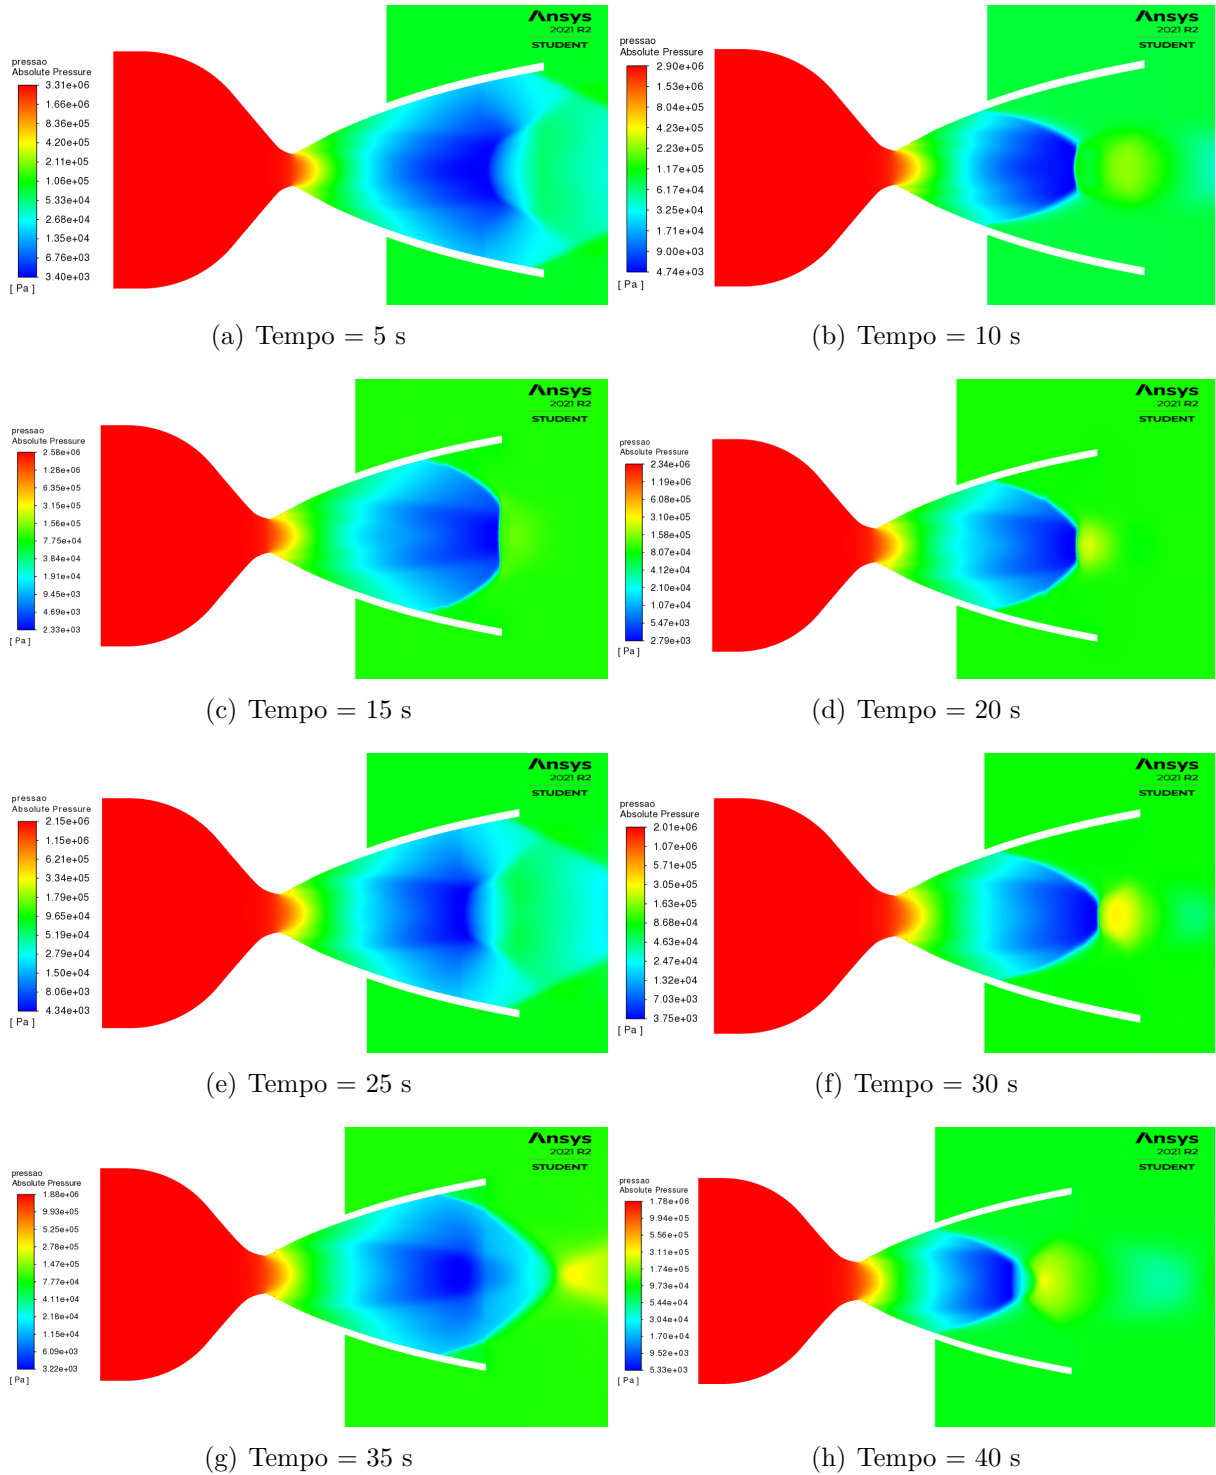 Ansys
2021 R2
STUDENT
pressao
Absolute Pressure
3.31e+06
1.66e+06
8.36e+05
4.20e+05
2.11e+05
1.06e+05
5.33e+04
2.68e+04
1.35e+04
6.76e+03
3.40e+03
[ Pa ]
(a) Tempo = 5 s
Ansys
2021 R2
STUDENT
pressao
Absolute Pressure
2.90e+06
1.53e+06
8.04e+05
4.23e+05
2.23e+05
1.17e+05
6.17e+04
3.25e+04
1.71e+04
9.00e+03
4.74e+03
[ Pa ]
(b) Tempo = 10 s
Ansys
2021 R2
STUDENT
pressao
Absolute Pressure
2.58e+06
1.28e+06
6.35e+05
3.15e+05
1.56e+05
7.75e+04
3.84e+04
1.91e+04
9.45e+03
4.69e+03
2.33e+03
[ Pa ]
(c) Tempo = 15 s
Ansys
2021 R2
STUDENT
pressao
Absolute Pressure
2.34e+06
1.19e+06
6.08e+05
3.10e+05
1.58e+05
8.07e+04
4.12e+04
2.10e+04
1.07e+04
5.47e+03
2.79e+03
[ Pa ]
(d) Tempo = 20 s
Ansys
2021 R2
STUDENT
pressao
Absolute Pressure
2.15e+06
1.15e+06
6.21e+05
3.34e+05
1.79e+05
9.65e+04
5.19e+04
2.79e+04
1.50e+04
8.06e+03
4.34e+03
[ Pa ]
(e) Tempo = 25 s
Ansys
2021 R2
STUDENT
pressao
Absolute Pressure
2.01e+06
1.07e+06
5.71e+05
3.05e+05
1.63e+05
8.68e+04
4.63e+04
2.47e+04
1.32e+04
7.03e+03
3.75e+03
[ Pa ]
(f) Tempo = 30 s
Ansys
2021 R2
STUDENT
pressao
Absolute Pressure
1.88e+06
9.93e+05
5.25e+05
2.78e+05
1.47e+05
7.77e+04
4.11e+04
2.18e+04
1.15e+04
6.09e+03
3.22e+03
[ Pa ]
(g) Tempo = 35 s
Ansys
2021 R2
STUDENT
pressao
Absolute Pressure
1.78e+06
9.94e+05
5.56e+05
3.11e+05
1.74e+05
9.73e+04
5.44e+04
3.04e+04
1.70e+04
9.52e+03
5.33e+03
[ Pa ]
(h) Tempo = 40 s